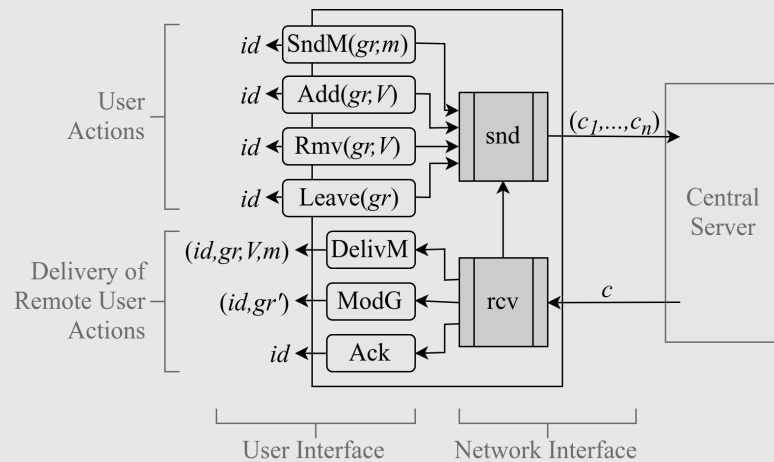 id SndM(gr,m)
id Add(gr,V)
id Rmv(gr,V)
id Leave(gr)
User
Actions
snd
(c1,...,cn)
Central
Server
(id,gr,V,m) DelivM
(id,gr') ModG
id Ack
Delivery of
Remote User
Actions
rcv
c
User Interface
Network Interface